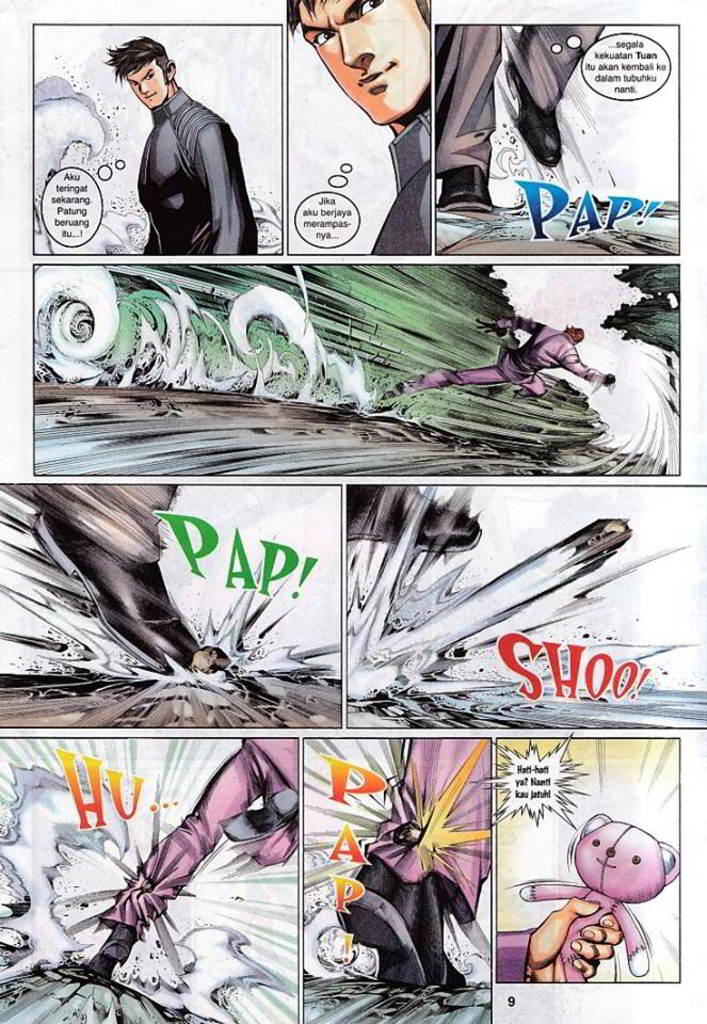 Aku
teringat
sekarang.
Patung
beruang
itu...!
Jika
aku berjaya
merampas-
nya...
...segala
kekuatan Tuan
itu akan kembali ke
dalam tubuhku
nanti.
PAP!
PAP!
SHOO!
HU...
PAP!
Hati-hati
ya? Nanti
kau jatuh!
9